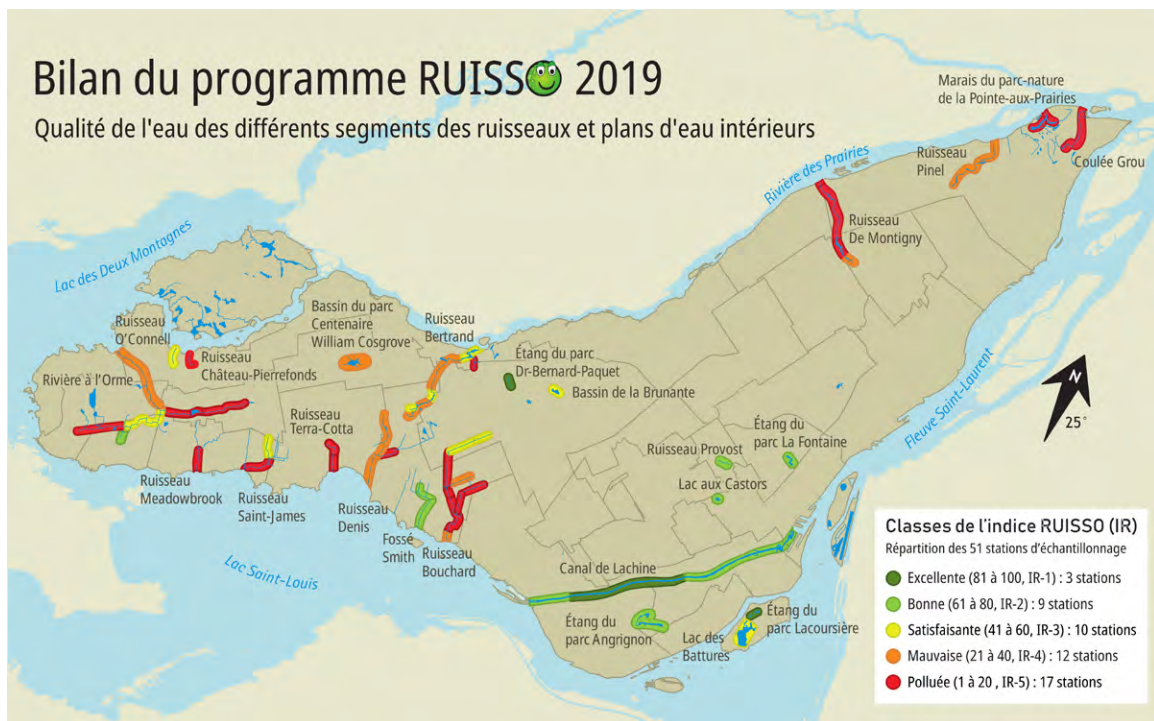 Bilan du programme RUISSO 2019
Qualité de l'eau des différents segments des ruisseaux et plans d'eau intérieurs
Marais du parc-nature
de la Pointe-aux-Prairies
Coulée Grou
Ruisseau
Pinel
Rivière des Prairies
Ruisseau
De Montigny
Lac des Deux Montagnes
Ruisseau
O'Connell
Ruisseau
Château-Pierrefonds
Bassin du parc
Centenaire
William Cosgrove
Ruisseau
Bertrand
Étang du parc
Dr-Bernard-Paquet
Bassin de la Brunante
Rivière à l'Orme
Ruisseau
Terra-Cotta
Ruisseau Provost
Étang du
parc La Fontaine
Lac aux Castors
Fleuve Saint-Laurent
N
25°
Ruisseau
Meadowbrook
Ruisseau
Saint-James
Ruisseau
Denis
Fossé
Smith
Ruisseau
Bouchard
Lac Saint-Louis
Canal de Lachine
Étang du
parc Angrignon
Lac des
Battures
Étang du
parc Lacoursière
Classes de l'indice RUISSO (IR)
Répartition des 51 stations d'échantillonnage
Excellente (81 à 100, IR-1) : 3 stations
Bonne (61 à 80, IR-2) : 9 stations
Satisfaisante (41 à 60, IR-3) : 10 stations
Mauvaise (21 à 40, IR-4) : 12 stations
Polluée (1 à 20 , IR-5) : 17 stations